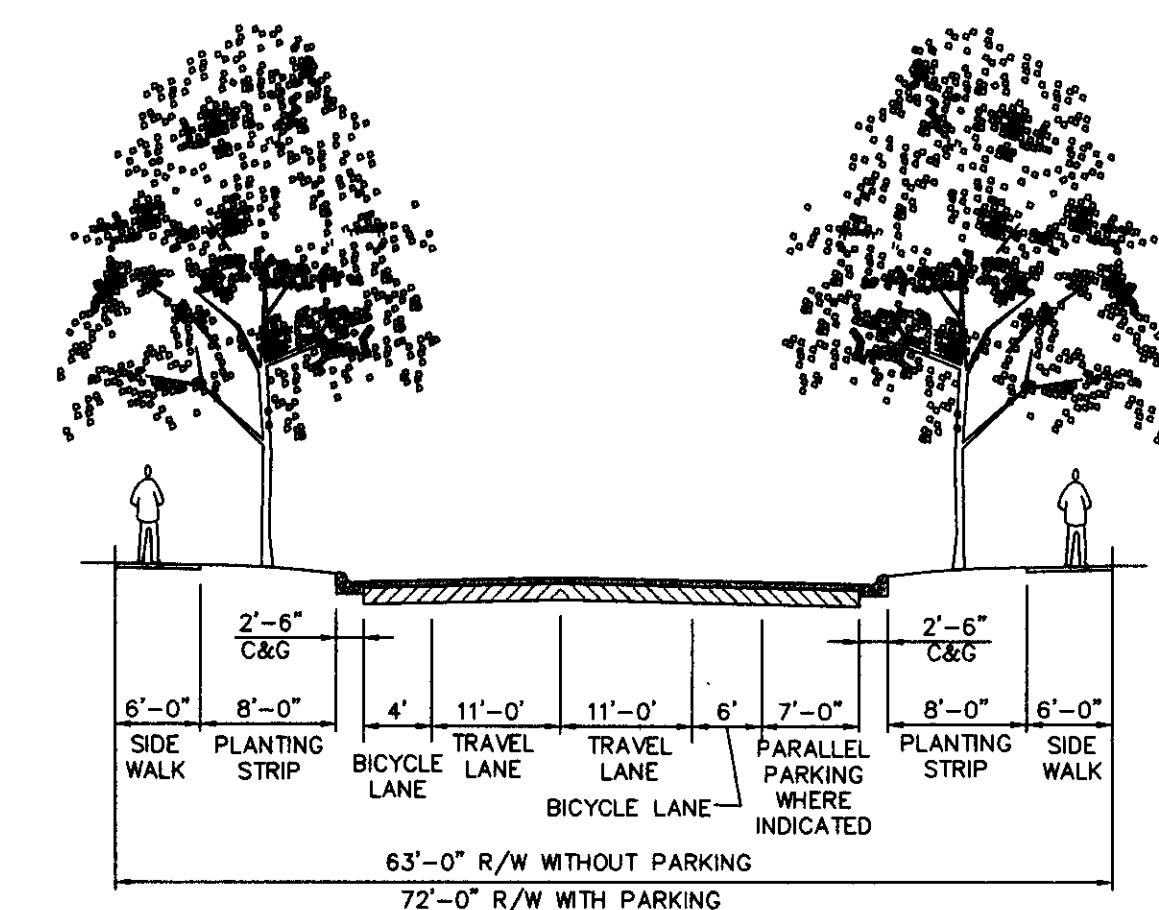 2'-6"
C&G
2'-6"
C&G
6'-0"
8'-0"
4'
11'-0'
11'-0'
6'
7'-0"
8'-0"
6'-0"
SIDE
WALK
PLANTING
STRIP
BICYCLE
LANE
TRAVEL
LANE
TRAVEL
LANE
BICYCLE LANE
PARALLEL
PARKING
WHERE
INDICATED
PLANTING
STRIP
SIDE
WALK
63'-0" R/W WITHOUT PARKING
72'-0" R/W WITH PARKING